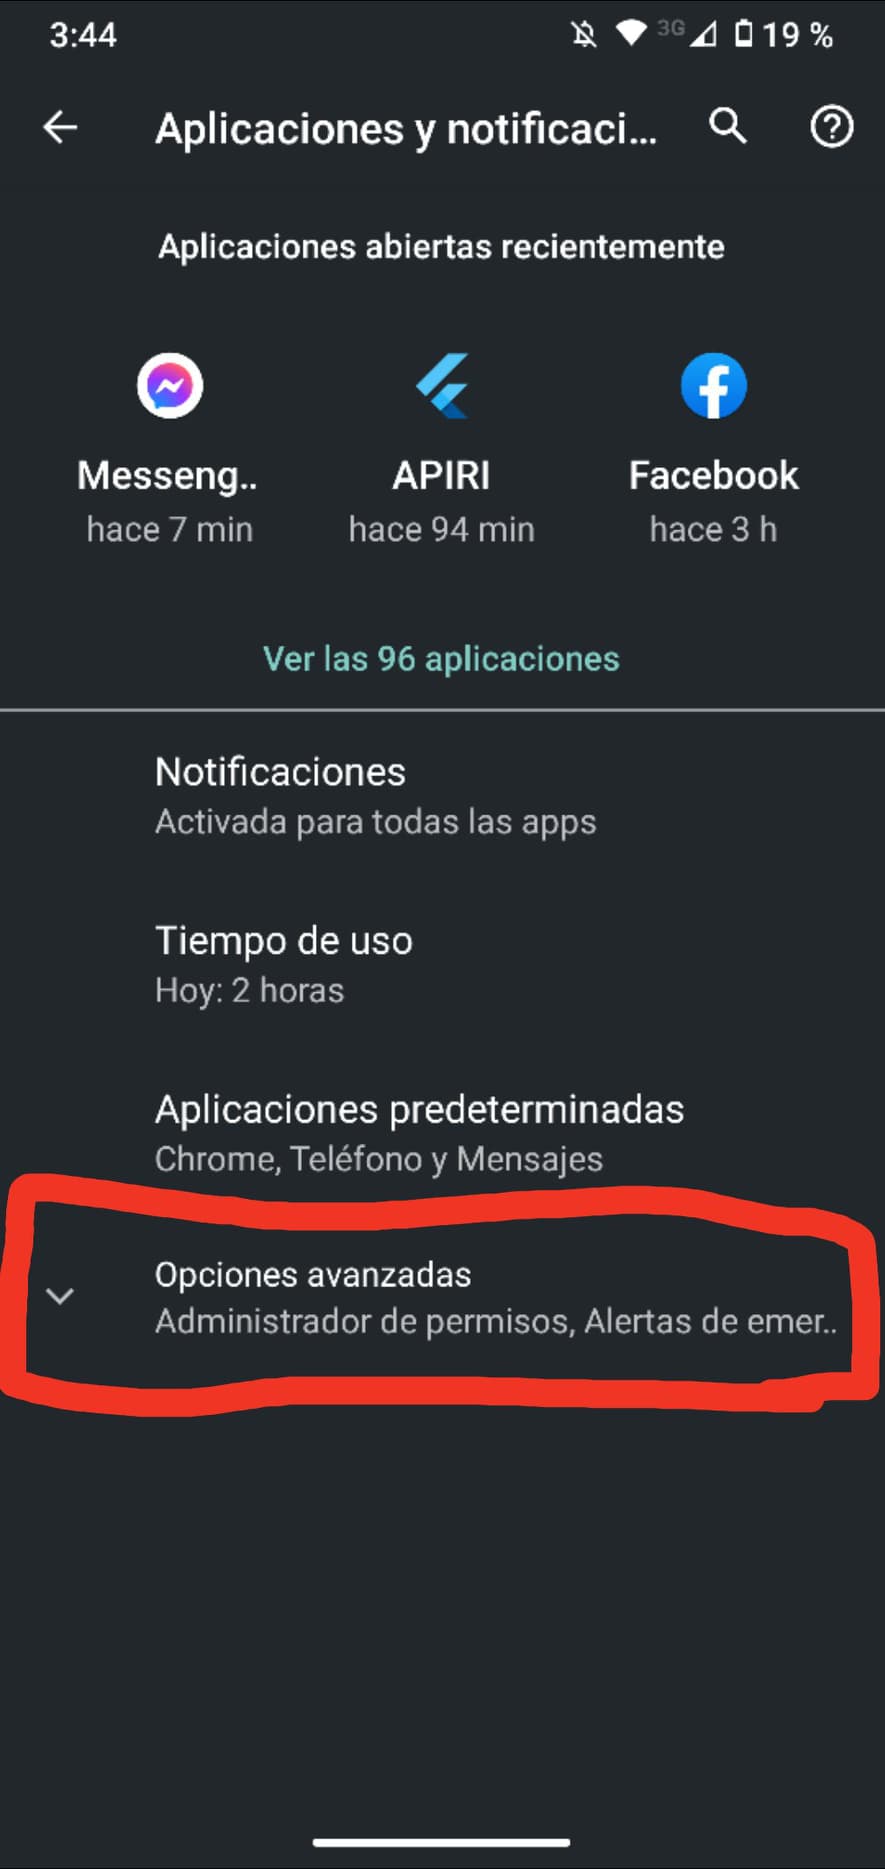 3:44
3G
19 %
Aplicaciones y notificaci...
Aplicaciones abiertas recientemente
Messeng.. APIRI Facebook
hace 7 min hace 94 min hace 3 h
Ver las 96 aplicaciones
Notificaciones
Activada para todas las apps
Tiempo de uso
Hoy: 2 horas
Aplicaciones predeterminadas
Chrome, Teléfono y Mensajes
Opciones avanzadas
Administrador de permisos, Alertas de emer..